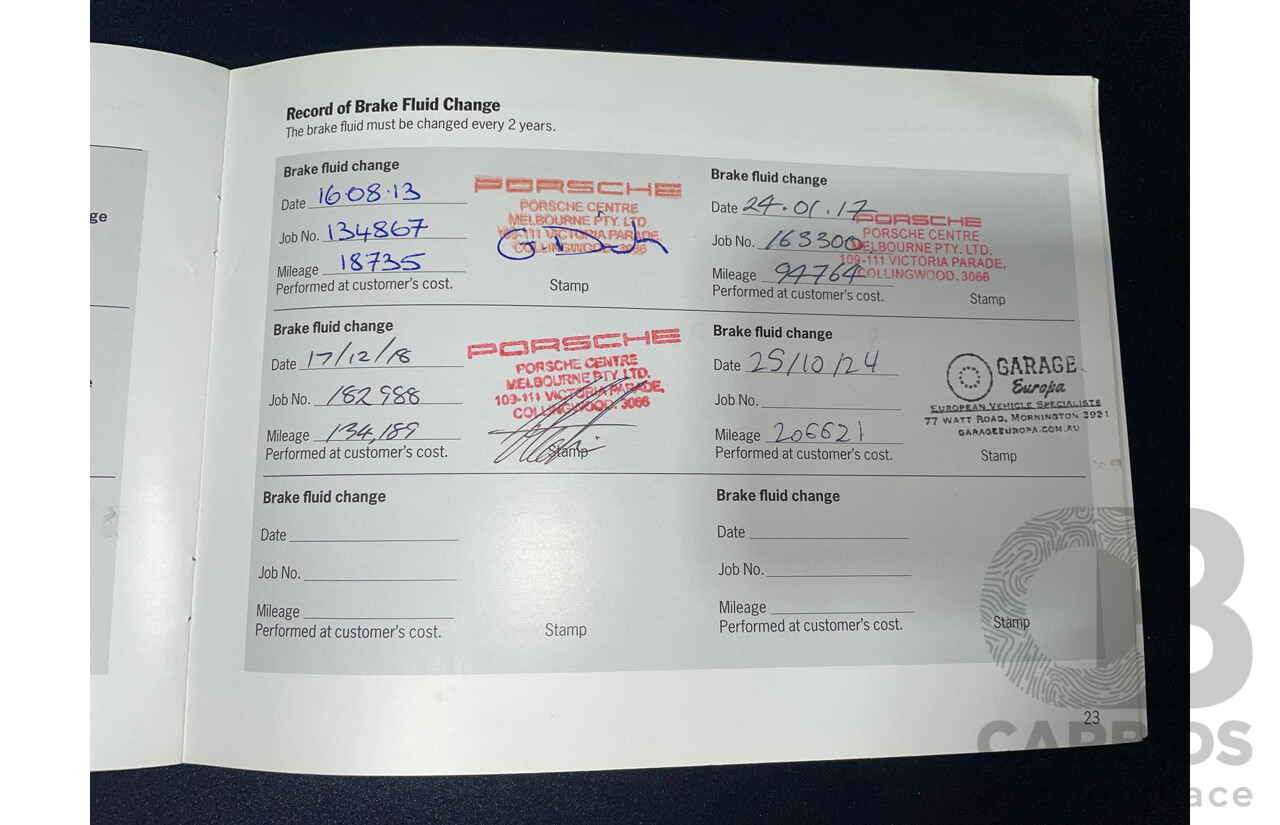 ge
e
Record of Brake Fluid Change
The brake fluid must be changed every 2 years.
Brake fluid change
Date 16·08·13
Job No. 134867
Mileage 18735
Performed at customer's cost.
Stamp
PORSCHE
PORSCHE CENTRE
MELBOURNE PTY. LTD.
109-111 VICTORIA PARADE,
COLLINGWOOD. 3066
Brake fluid change
Date 24.01.17
Job No. 163300
Mileage 94764
Performed at customer's cost.
Stamp
PORSCHE
PORSCHE CENTRE
MELBOURNE PTY. LTD.
109-111 VICTORIA PARADE,
COLLINGWOOD. 3066
Brake fluid change
Date 17/12/18
Job No. 182988
Mileage 134,189
Performed at customer's cost.
Stamp
PORSCHE
PORSCHE CENTRE
MELBOURNE PTY. LTD.
109-111 VICTORIA PARADE,
COLLINGWOOD. 3066
Brake fluid change
Date 25/10/24
Job No.
Mileage 206621
Performed at customer's cost.
Stamp
GARAGE
Europa
EUROPEAN VEHICLE SPECIALISTS
77 WATT ROAD, MORNINGTON 3931
GARAGEEUROPA.COM.AU
Brake fluid change
Date
Job No.
Mileage
Performed at customer's cost.
Stamp
Brake fluid change
Date
Job No.
Mileage
Performed at customer's cost.
Stamp
23
CARBIDS